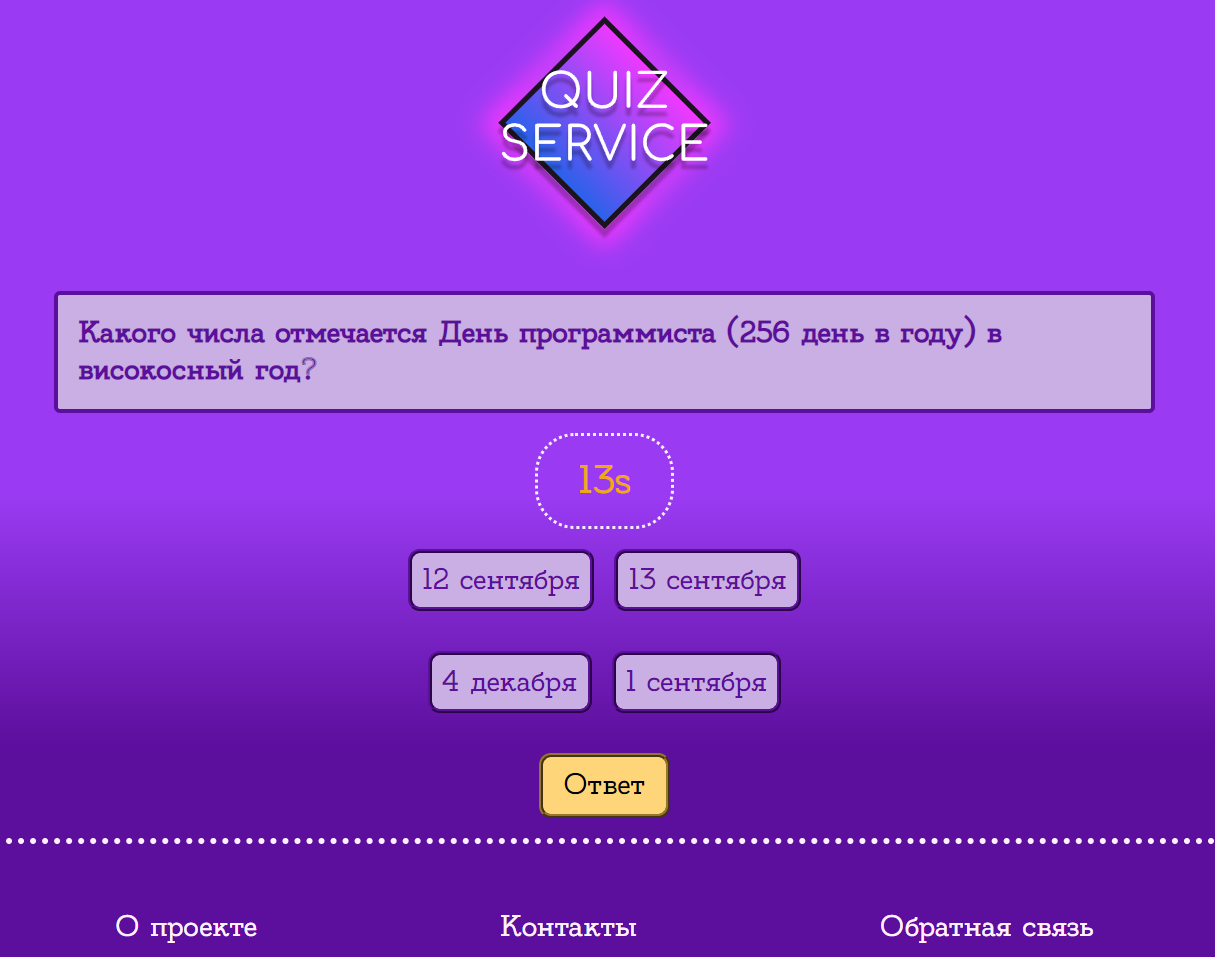 QUIZ
SERVICE
Какого числа отмечается День программиста (256 день в году) в
високосный год?
13s
12 сентября
13 сентября
4 декабря
1 сентября
Ответ
О проекте
Контакты
Обратная связь